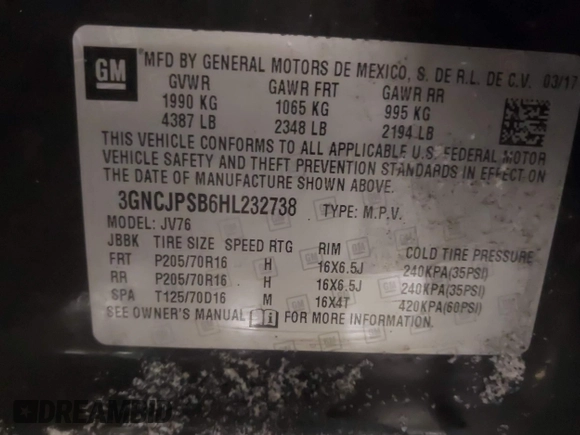 GM
MFD BY GENERAL MOTORS DE MEXICO, S. DE R.L. DE C.V. 03/17
GVWR GAWR FRT GAWR RR
1990 KG 1065 KG 995 KG
4387 LB 2348 LB 2194 LB
THIS VEHICLE CONFORMS TO ALL APPLICABLE U.S. FEDERAL MOTOR
VEHICLE SAFETY AND THEFT PREVENTION STANDARDS IN EFFECT ON
THE DATE OF MANUFACTURE SHOWN ABOVE.
3GNCJPSB6HL232738 TYPE: M.P.V.
MODEL: JV76
JBBK TIRE SIZE SPEED RTG RIM COLD TIRE PRESSURE
FRT P205/70R16 H 16X6.5J 240KPA(35PSI)
RR P205/70R16 H 16X6.5J 240KPA(35PSI)
SPA T125/70D16 M 16X4T 420KPA(60PSI)
SEE OWNER'S MANUAL FOR MORE INFORMATION.
DREAMBID